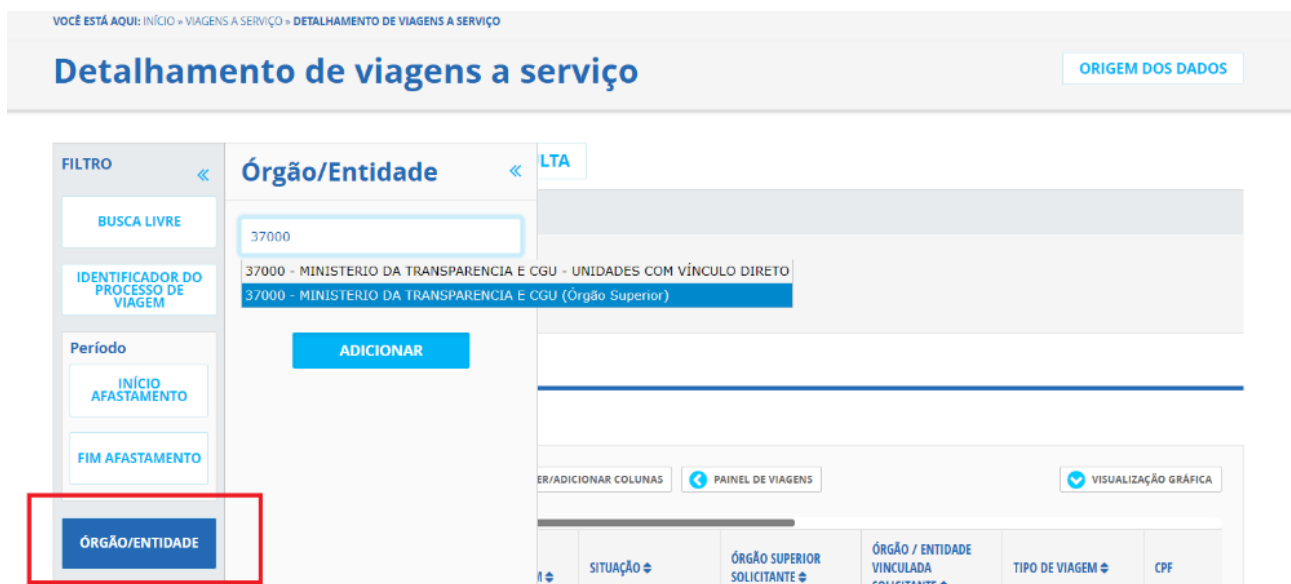 VOCÊ ESTÁ AQUI: INÍCIO » VIAGENS A SERVIÇO » DETALHAMENTO DE VIAGENS A SERVIÇO
Detalhamento de viagens a serviço
ORIGEM DOS DADOS
FILTRO
BUSCA LIVRE
IDENTIFICADOR DO
PROCESSO DE
VIAGEM
Período
INÍCIO
AFASTAMENTO
FIM AFASTAMENTO
ÓRGÃO/ENTIDADE
Órgão/Entidade
37000
37000 - MINISTERIO DA TRANSPARENCIA E CGU - UNIDADES COM VÍNCULO DIRETO
37000 - MINISTERIO DA TRANSPARENCIA E CGU (Órgão Superior)
ADICIONAR
LTA
ER/ADICIONAR COLUNAS
PAINEL DE VIAGENS
VISUALIZAÇÃO GRÁFICA
SITUAÇÃO
ÓRGÃO SUPERIOR
SOLICITANTE
ÓRGÃO / ENTIDADE
VINCULADA
SOLICITANTE
TIPO DE VIAGEM
CPF